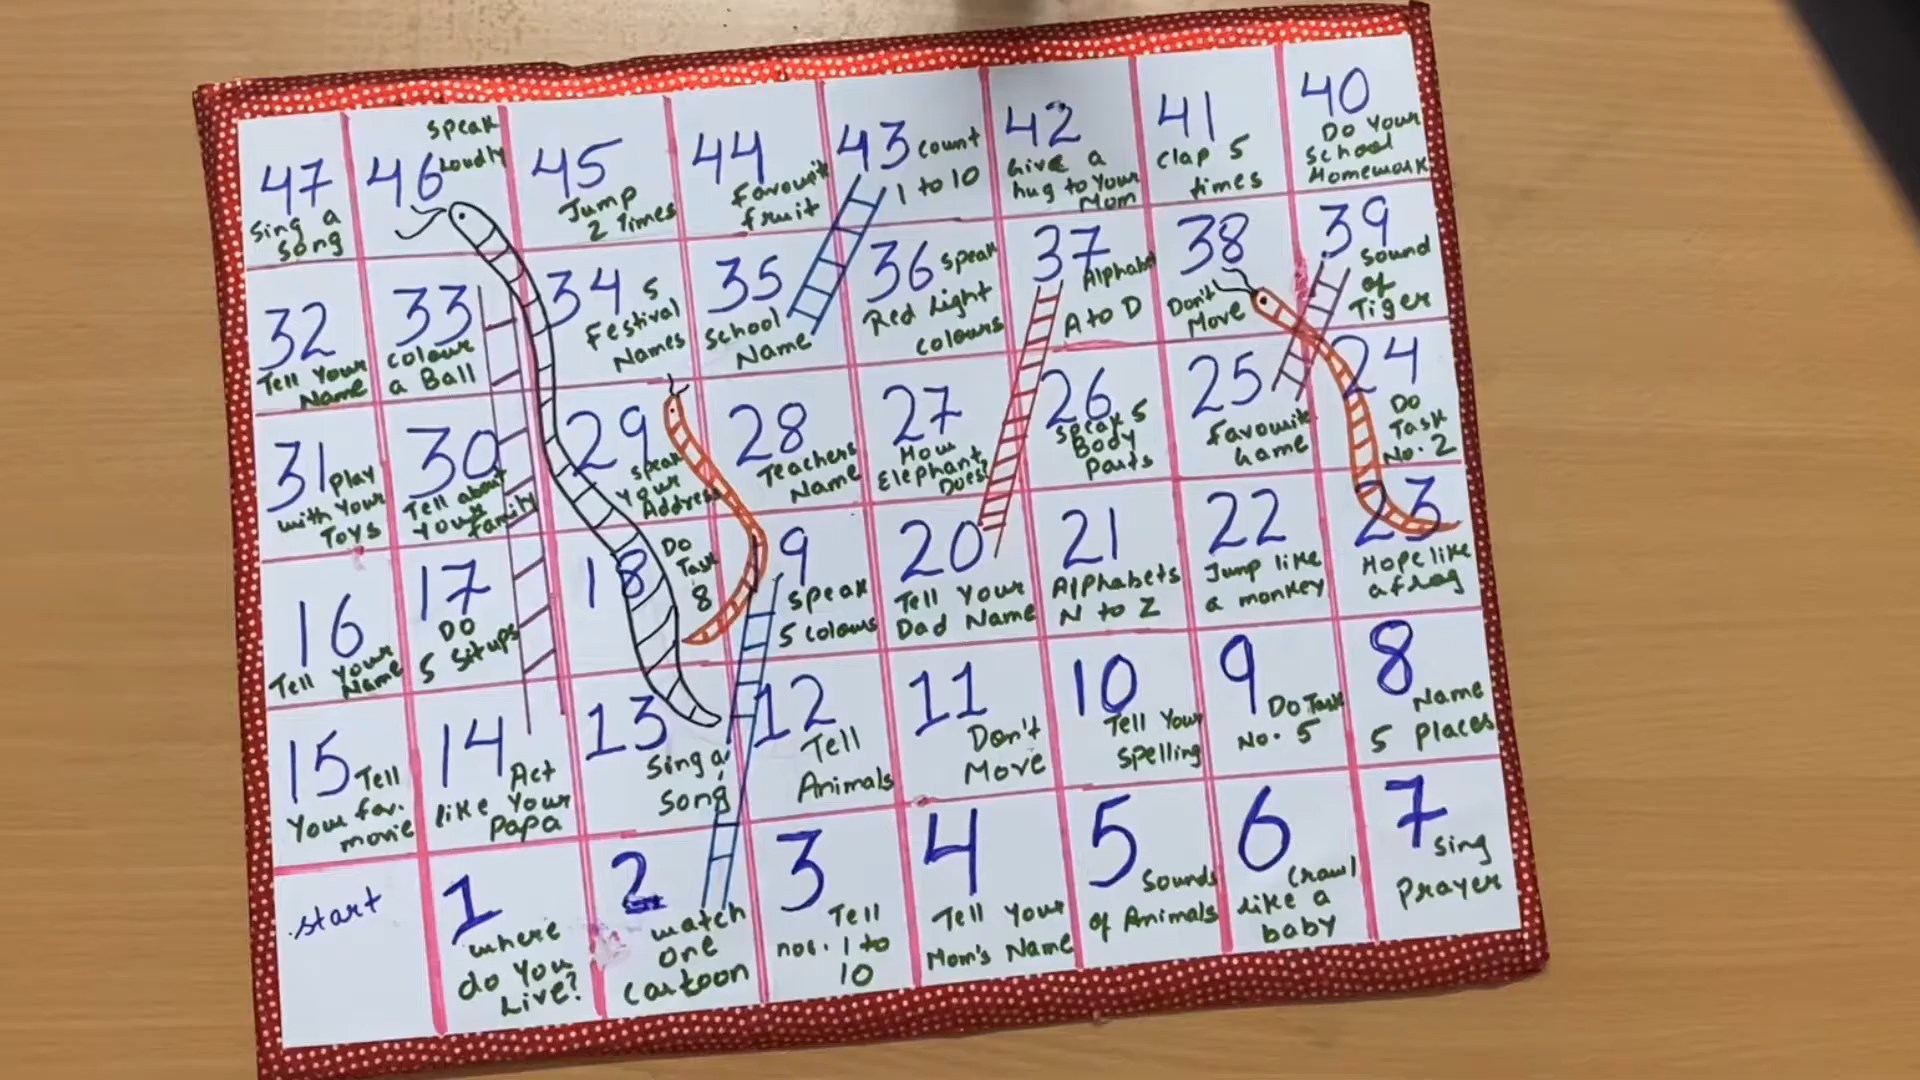 47
Sing a
Song
46
Speak
Loudly
45
Jump
2 Times
44
Favourite
fruit
43 count
1 to 10
42
Give a
hug to Your
Mom
41
Clap 5
times
40
Do Your
School
Homework
32
Tell Your
Name
33
Colour
a Ball
34 5
Festival
Names
35
School
Name
36 Speak
Red Light
colours
37
Alphabet
A to D
38
Don't
Move
39
Sound
of
Tiger
31 Play
with Your
Toys
30
Tell about
Your family
29
Speak
Your
Address
28
Teachers
Name
27
How
Elephant
Does?
26
Speak 5
Body
Parts
25
Favourite
Game
24
Do
Task
No. 2
16
Tell Your
Name
17
Do
5 Situps
18
Do
Task
8
9
Speak
5 Colours
20
Tell Your
Dad Name
21
Alphabets
N to Z
22
Jump like
a monkey
23
Hope like
a frog
15 Tell
Your fav.
movie
14 Act
like Your
Papa
13
Sing a
Song
12
Tell
Animals
11
Don't
Move
10
Tell Your
Spelling
9
Do Task
No. 5
8
Name
5 Places
Start
1
where
do You
Live?
2
watch
one
Cartoon
3
Tell
nos. 1 to
10
4
Tell Your
Mom's Name
5
Sounds
of Animals
6
Crawl
like a
baby
7
Sing
Prayer